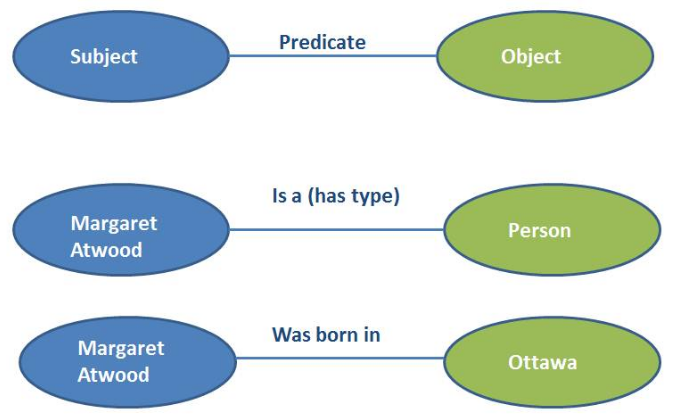 Subject
Predicate
Object
Is a (has type)
Margaret
Atwood
Person
Was born in
Margaret
Atwood
Ottawa